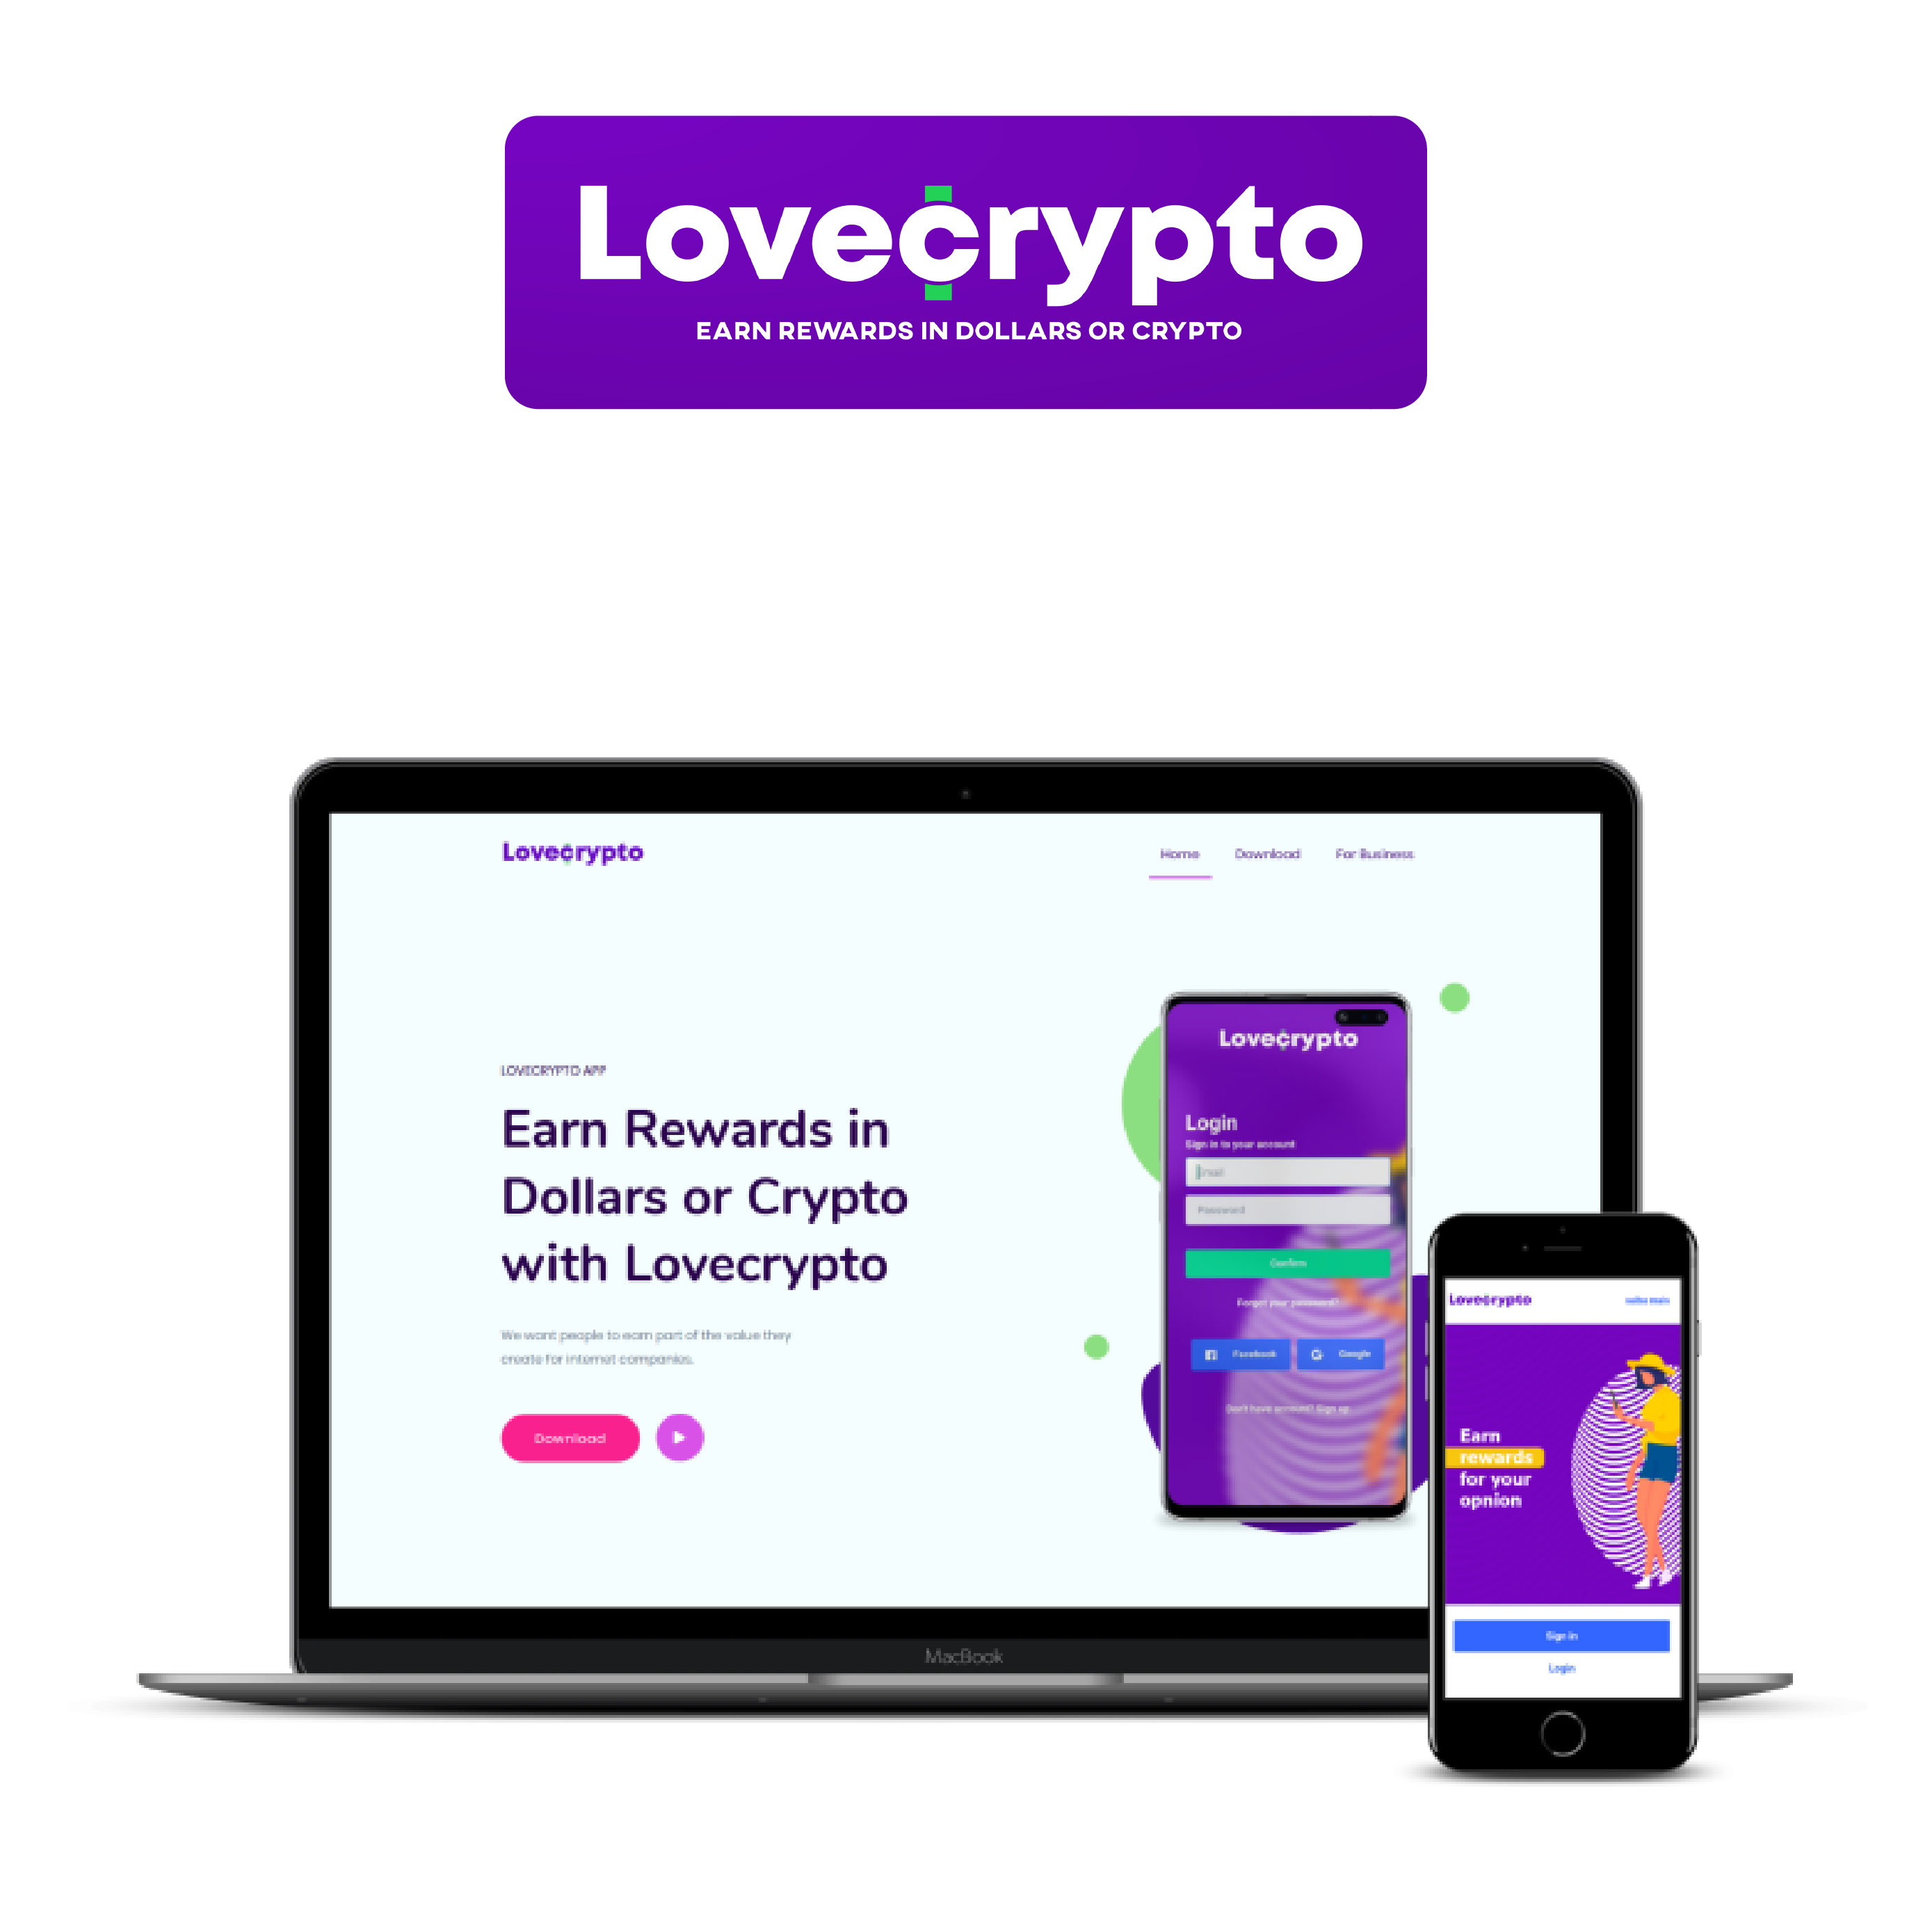 Lovecrypto
EARN REWARDS IN DOLLARS OR CRYPTO
Lovecrypto
Home Download For Business
LOVECRYPTO APP
Earn Rewards in
Dollars or Crypto
with Lovecrypto
We want people to earn part of the value they
create for internet companies.
Download
Lovecrypto
Login
Sign in to your account
Email
Password
Confirm
Forgot your password?
Facebook Google
Don't have account? Sign up
MacBook
Lovecrypto
Earn
rewards
for your
opnion
Sign in
Login